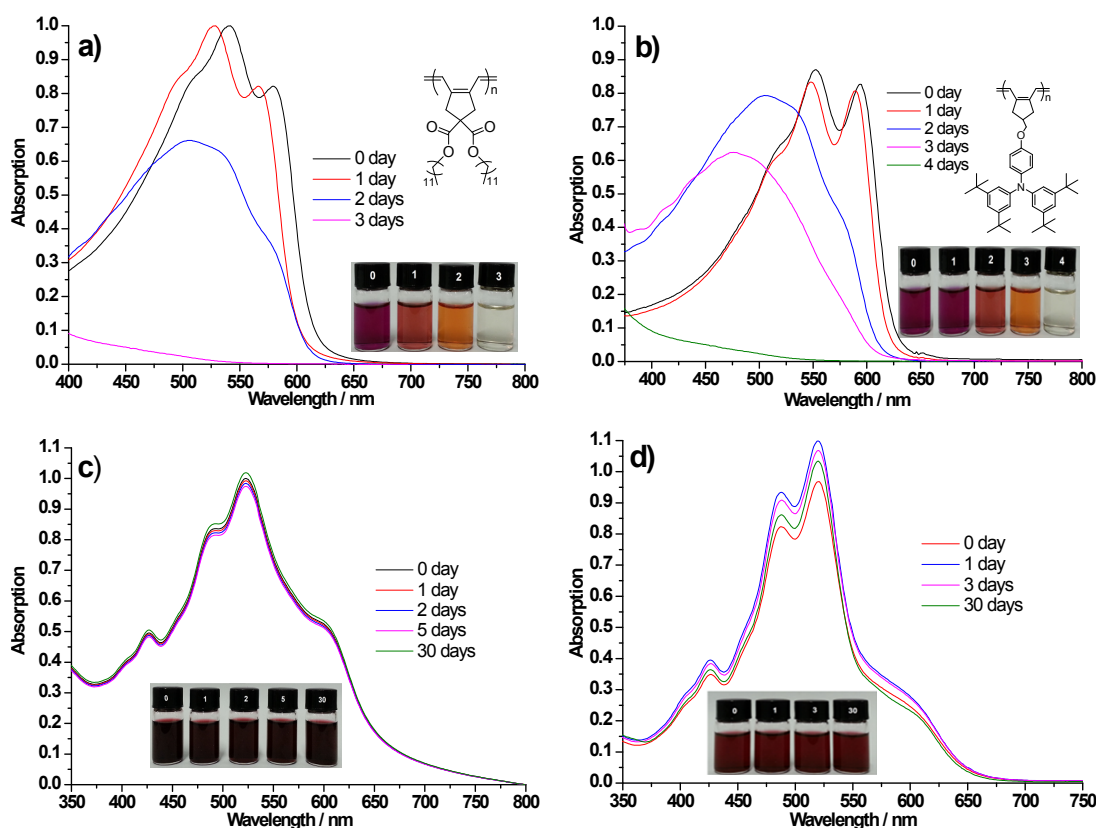 a)
1.0
0.9
0.8
0.7
0.6
0.5
0.4
0.3
0.2
0.1
0.0
Absorption
400 450 500 550 600 650 700 750 800
Wavelength / nm
0 day
1 day
2 days
3 days
n
O O
O O
11 11
0 1 2 3
b)
1.0
0.9
0.8
0.7
0.6
0.5
0.4
0.3
0.2
0.1
0.0
Absorption
400 450 500 550 600 650 700 750 800
Wavelength / nm
0 day
1 day
2 days
3 days
4 days
n
O
N
0 1 2 3 4
c)
1.1
1.0
0.9
0.8
0.7
0.6
0.5
0.4
0.3
0.2
0.1
0.0
Absorption
350 400 450 500 550 600 650 700 750 800
Wavelength / nm
0 day
1 day
2 days
5 days
30 days
0 1 2 5 30
d)
1.1
1.0
0.9
0.8
0.7
0.6
0.5
0.4
0.3
0.2
0.1
0.0
Absorption
350 400 450 500 550 600 650 700 750
Wavelength / nm
0 day
1 day
3 days
30 days
0 1 3 30